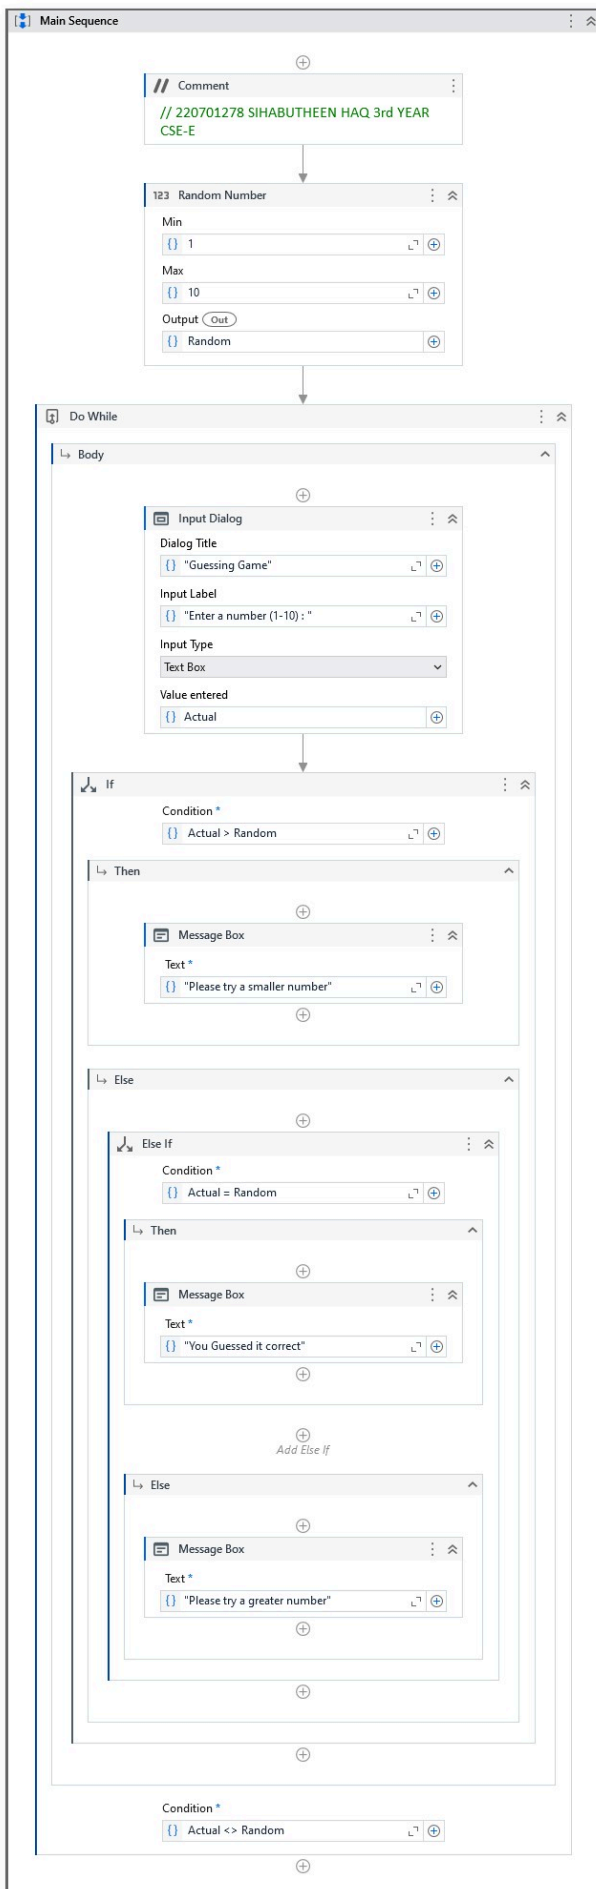 Main Sequence
Comment
// 220701278 SIHABUTHEEN HAQ 3rd YEAR
CSE-E
123 Random Number
Min
{} 1
Max
{} 10
Output Out
{} Random
Do While
Body
Input Dialog
Dialog Title
{} "Guessing Game"
Input Label
{} "Enter a number (1-10) : "
Input Type
Text Box
Value entered
{} Actual
If
Condition *
{} Actual > Random
Then
Message Box
Text *
{} "Please try a smaller number"
Else
Else If
Condition *
{} Actual = Random
Then
Message Box
Text *
{} "You Guessed it correct"
Add Else If
Else
Message Box
Text *
{} "Please try a greater number"
Condition *
{} Actual <> Random